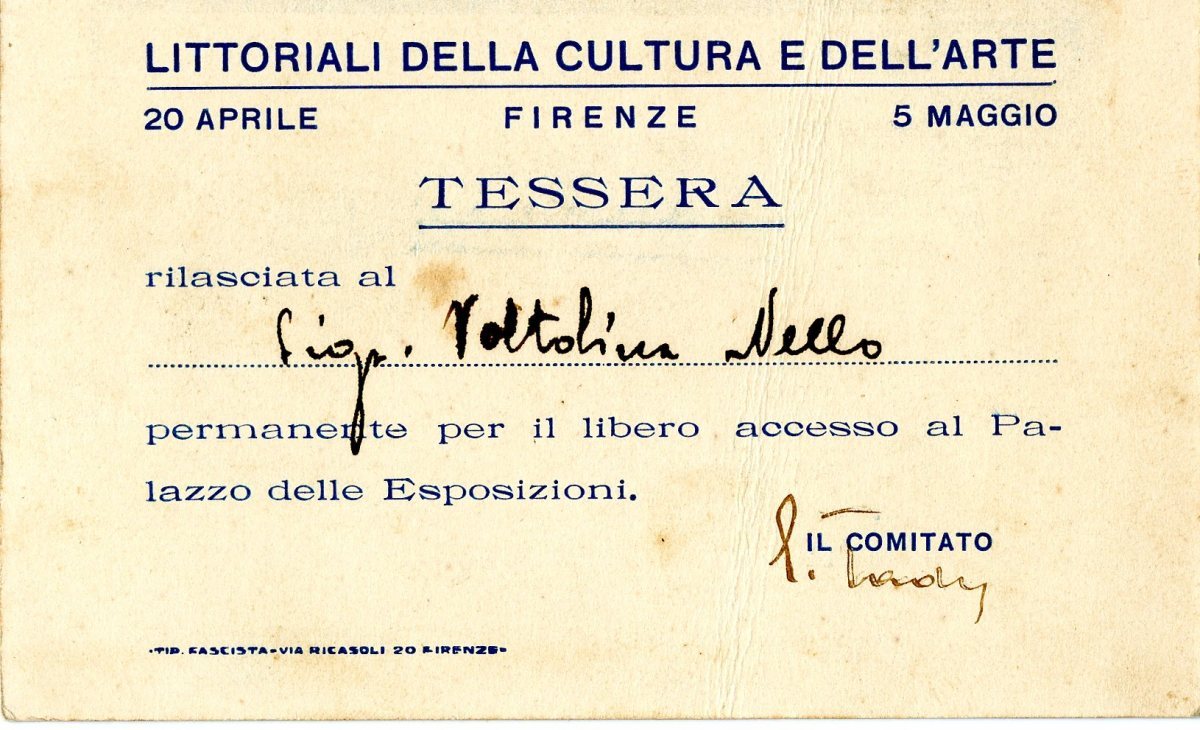 LITTORIALI DELLA CULTURA E DELL'ARTE
20 APRILE FIRENZE 5 MAGGIO
TESSERA
rilasciata al
Sig. Voltolina Nello
permanente per il libero accesso al Pa-
lazzo delle Esposizioni.
IL COMITATO
·TIP. FASCISTA-VIA RICASOLI 20 FIRENZE·